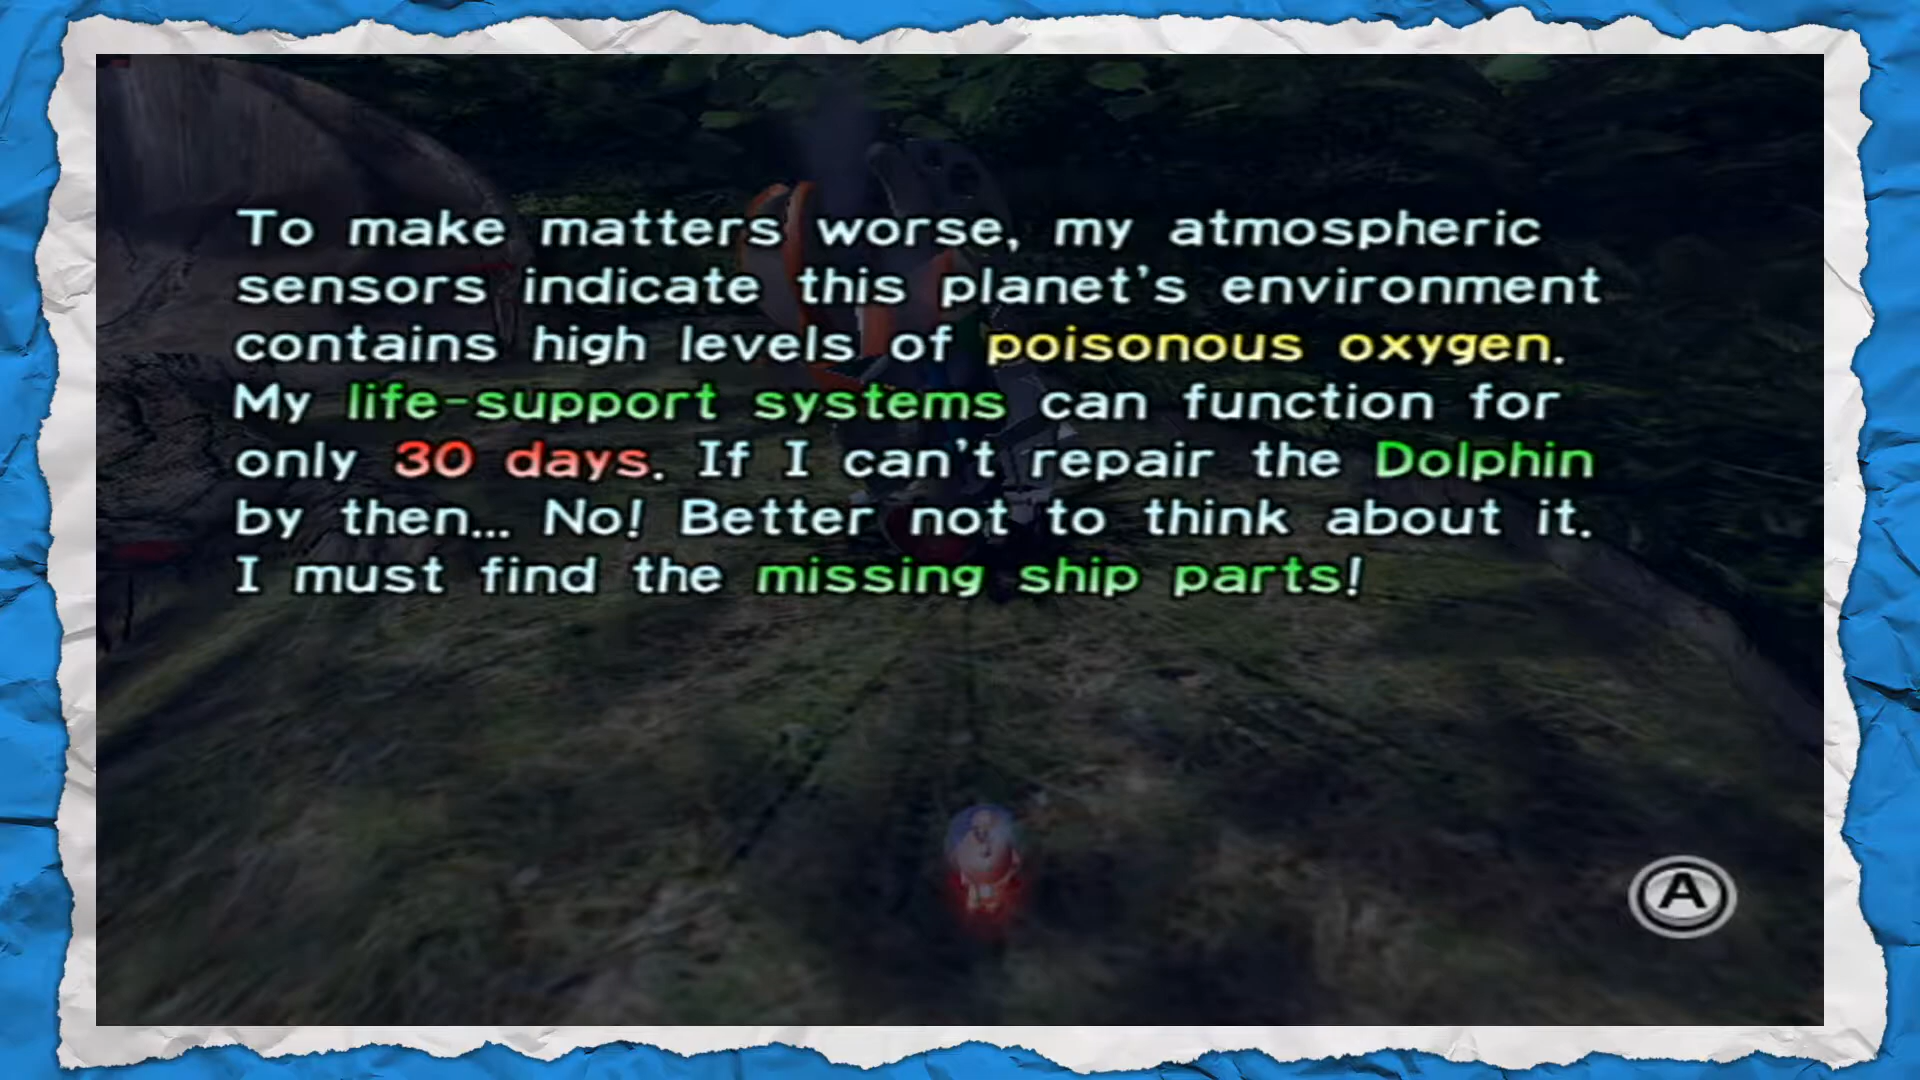 To make matters worse, my atmospheric
sensors indicate this planet's environment
contains high levels of poisonous oxygen.
My life-support systems can function for
only 30 days. If I can't repair the Dolphin
by then... No! Better not to think about it.
I must find the missing ship parts!
A